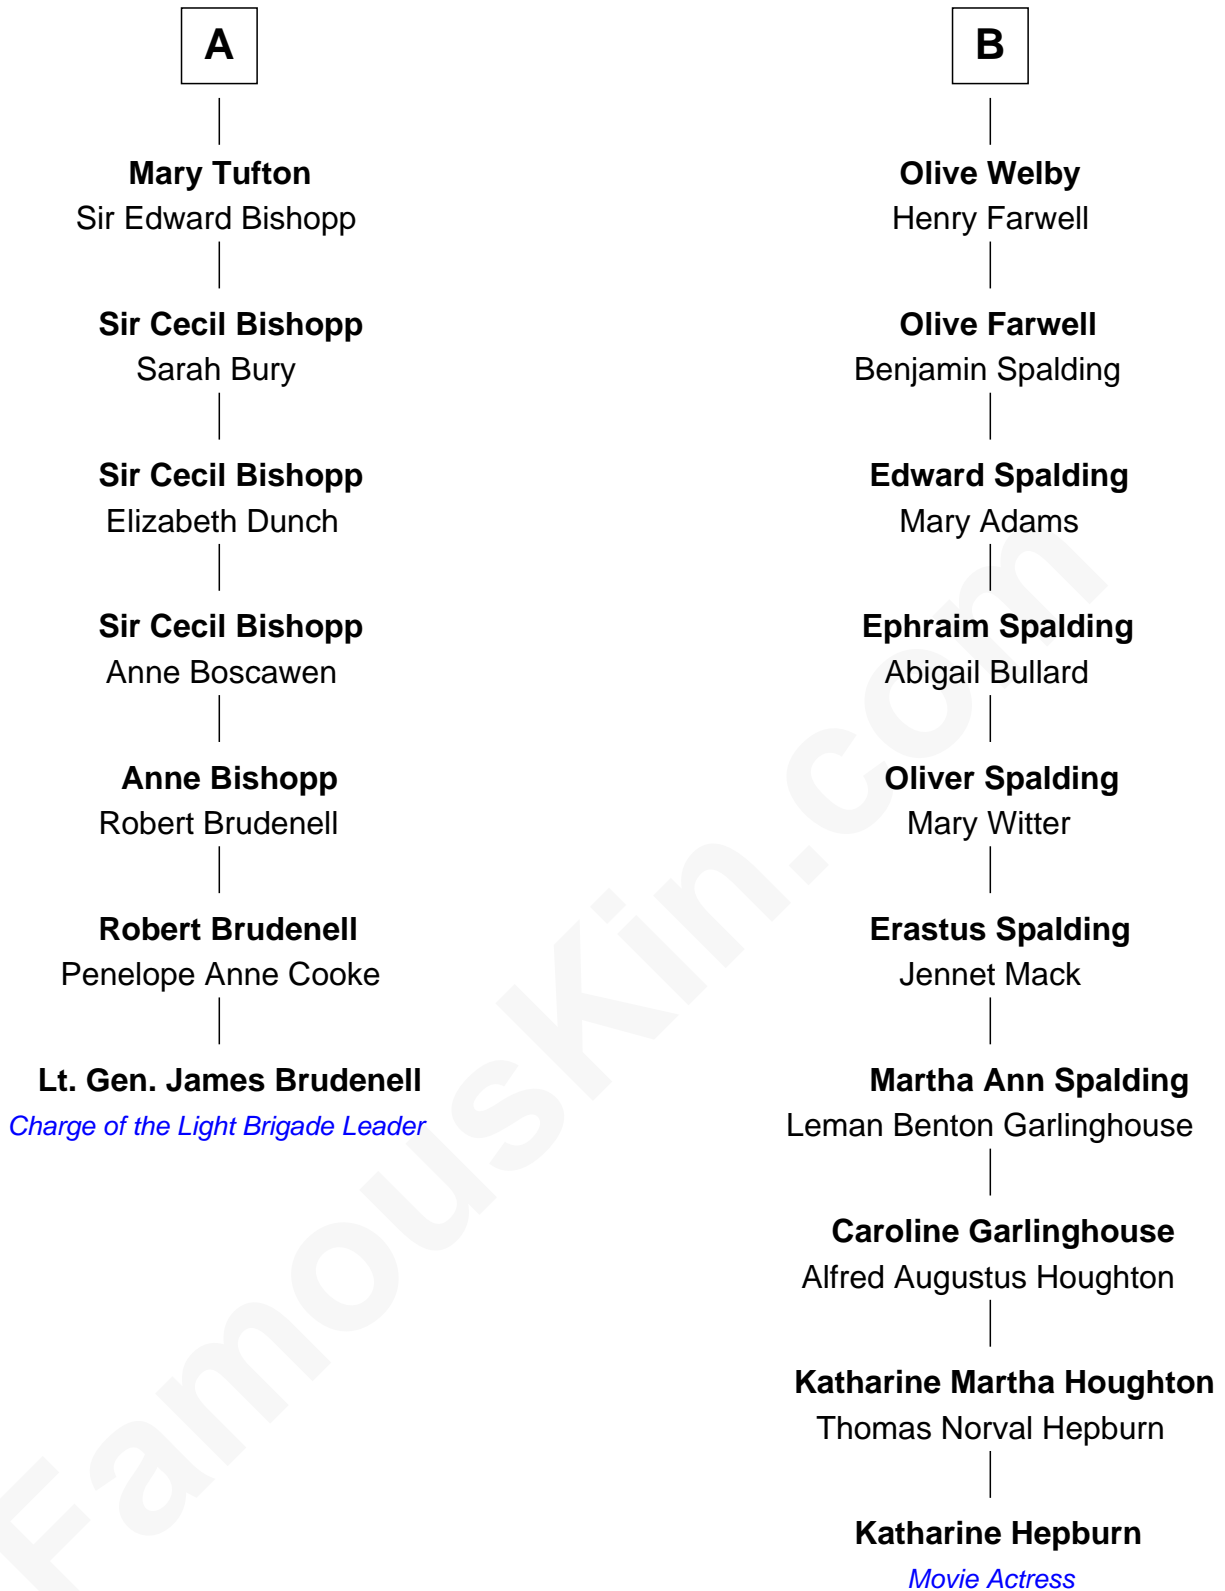 A
Mary Tufton
Sir Edward Bishopp
Sir Cecil Bishopp
Sarah Bury
Sir Cecil Bishopp
Elizabeth Dunch
Sir Cecil Bishopp
Anne Boscawen
Anne Bishopp
Robert Brudenell
Robert Brudenell
Penelope Anne Cooke
Lt. Gen. James Brudenell
Charge of the Light Brigade Leader
B
Olive Welby
Henry Farwell
Olive Farwell
Benjamin Spalding
Edward Spalding
Mary Adams
Ephraim Spalding
Abigail Bullard
Oliver Spalding
Mary Witter
Erastus Spalding
Jennet Mack
Martha Ann Spalding
Leman Benton Garlinghouse
Caroline Garlinghouse
Alfred Augustus Houghton
Katharine Martha Houghton
Thomas Norval Hepburn
Katharine Hepburn
Movie Actress
FamousKin.com